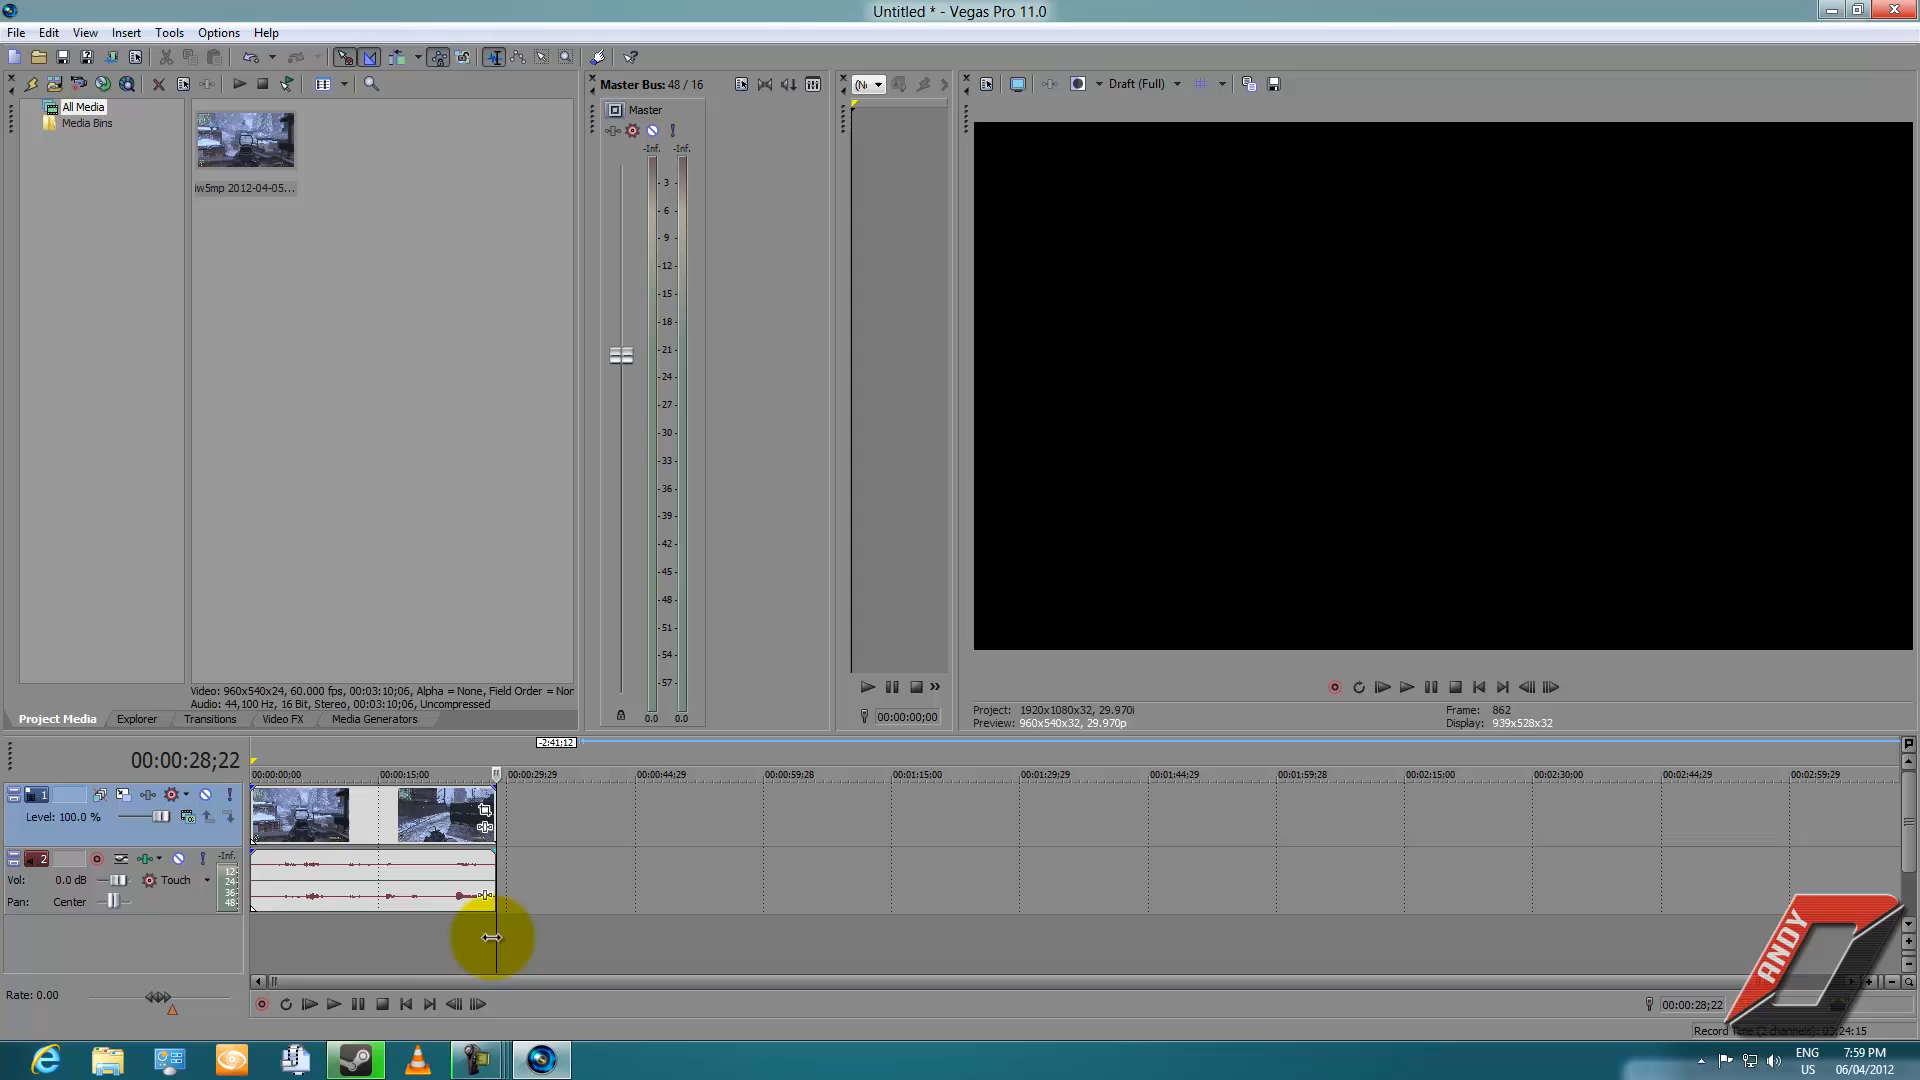 Untitled * - Vegas Pro 11.0
File Edit View Insert Tools Options Help
Master Bus: 48 / 16
(N
Draft (Full)
All Media
Media Bins
Master
-Inf. -Inf.
iw5mp 2012-04-05...
- 3 -
- 6 -
- 9 -
- 12 -
- 15 -
- 18 -
- 21 -
- 24 -
- 27 -
- 30 -
- 33 -
- 36 -
- 39 -
- 42 -
- 45 -
- 48 -
- 51 -
- 54 -
- 57 -
0.0 0.0
Video: 960x540x24, 60.000 fps, 00:03:10;06, Alpha = None, Field Order = Non
Audio: 44,100 Hz, 16 Bit, Stereo, 00:03:10;06, Uncompressed
Project Media Explorer Transitions Video FX Media Generators
00:00:00;00
Project: 1920x1080x32, 29.970i
Preview: 960x540x32, 29.970p
Frame: 862
Display: 939x528x32
-2:41;12
00:00:28;22
00:00:00;00 00:00:15;00 00:00:29;29 00:00:44;29 00:00:59;28 00:01:15;00 00:01:29;29 00:01:44;29 00:01:59;28 00:02:15;00 00:02:30;00 00:02:44;29 00:02:59;29
1
Level: 100.0 %
2
-Inf.
12
24
36
48
Vol: 0.0 dB Touch
Pan: Center
Rate: 0.00
00:00:28;22
Record Time (2 channels): :24:15
ANDY
ENG
US
7:59 PM
06/04/2012